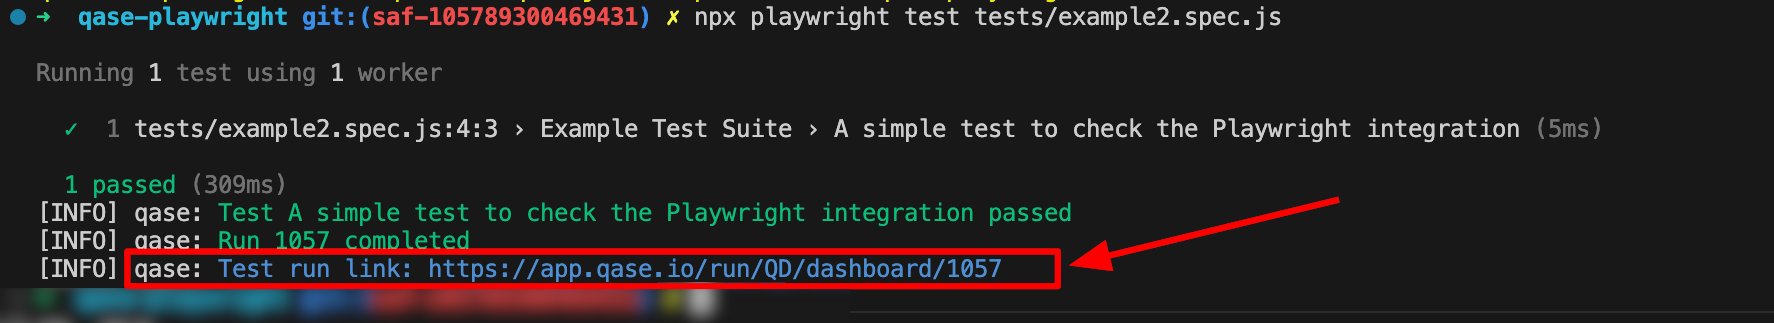 ➜ qase-playwright git:(saf-105789300469431) ✗ npx playwright test tests/example2.spec.js
Running 1 test using 1 worker
✓ 1 tests/example2.spec.js:4:3 › Example Test Suite › A simple test to check the Playwright integration (5ms)
1 passed (309ms)
[INFO] qase: Test A simple test to check the Playwright integration passed
[INFO] qase: Run 1057 completed
[INFO] qase: Test run link: https://app.qase.io/run/QD/dashboard/1057